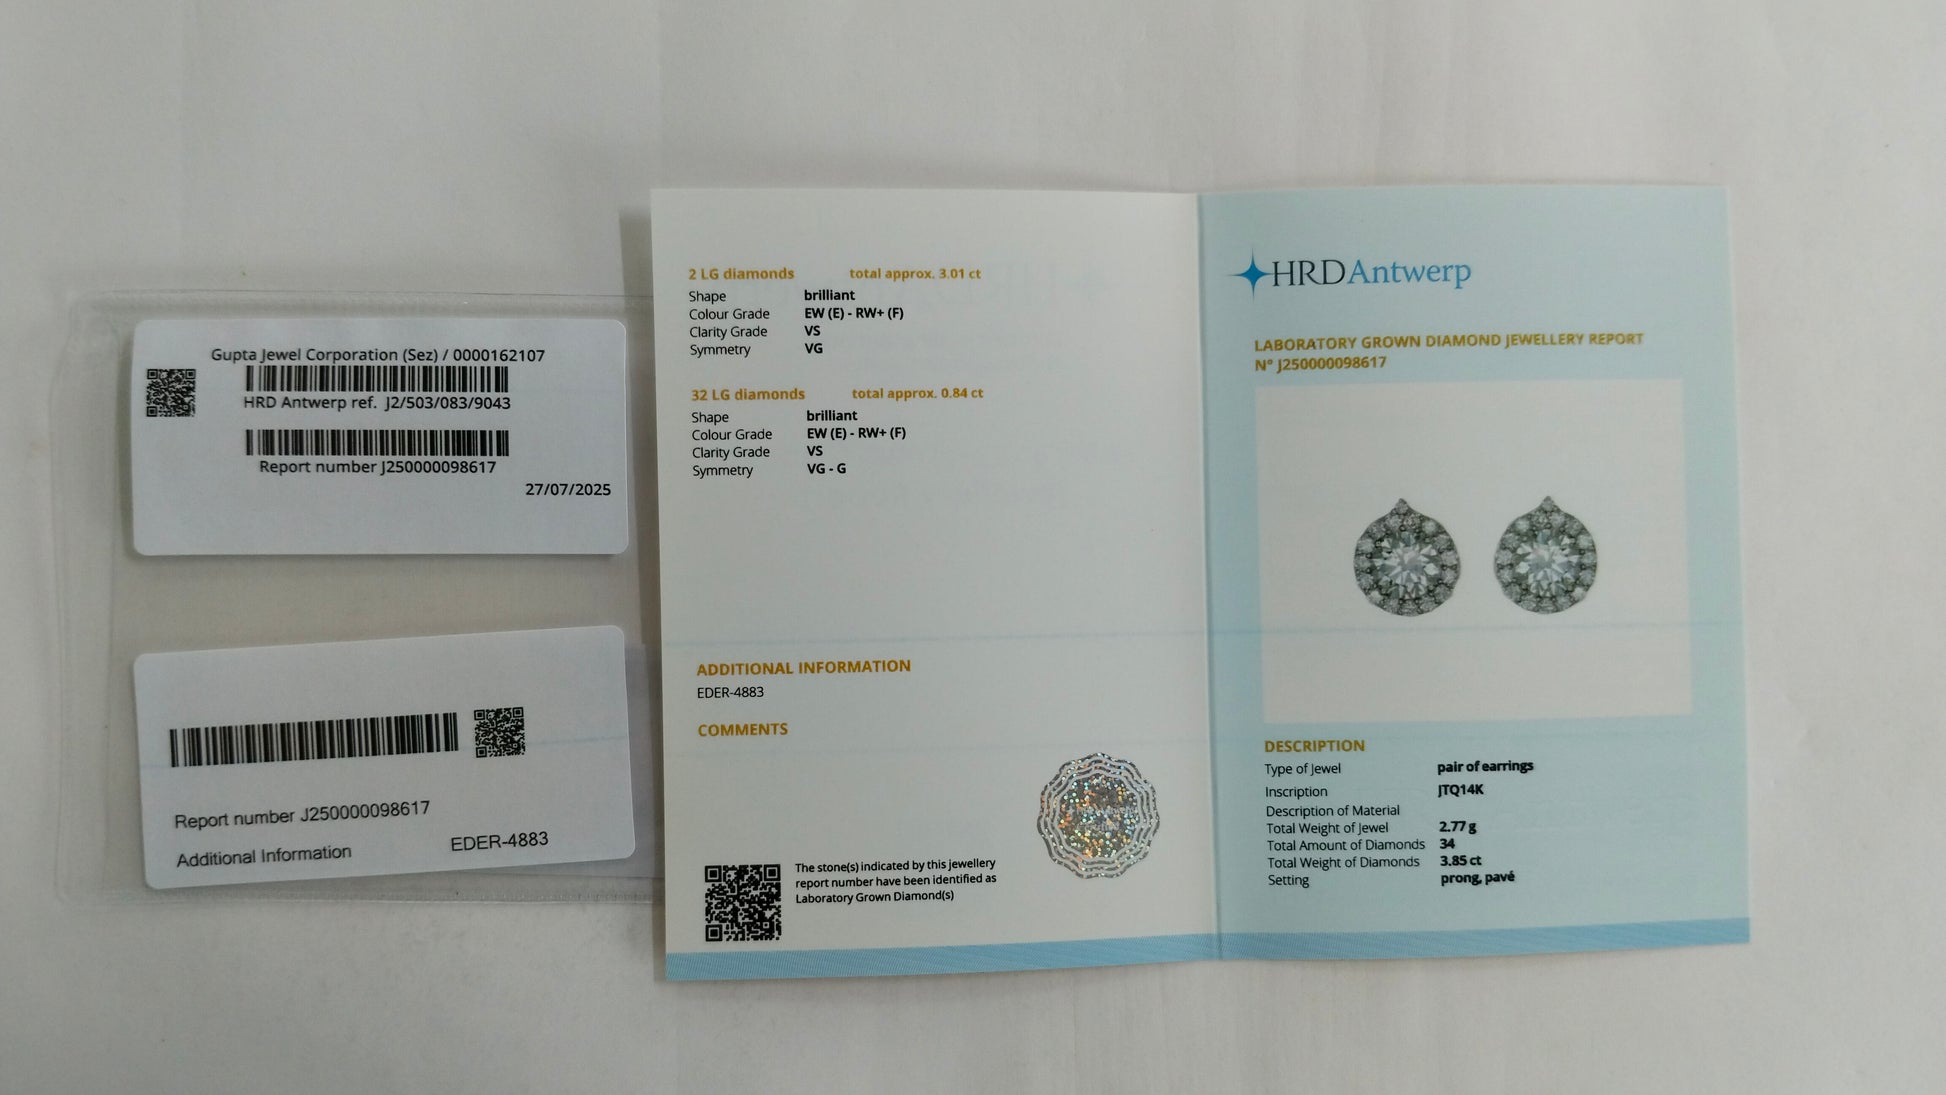 Gupta Jewel Corporation (Sez) / 0000162107
HRD Antwerp ref. J2/503/083/9043
Report number J250000098617
27/07/2025
Report number J250000098617
Additional Information EDER-4883
2 LG diamonds total approx. 3.01 ct
Shape brilliant
Colour Grade EW (E) - RW+ (F)
Clarity Grade VS
Symmetry VG
32 LG diamonds total approx. 0.84 ct
Shape brilliant
Colour Grade EW (E) - RW+ (F)
Clarity Grade VS
Symmetry VG - G
ADDITIONAL INFORMATION
EDER-4883
COMMENTS
The stone(s) indicated by this jewellery
report number have been identified as
Laboratory Grown Diamond(s)
HRD Antwerp
LABORATORY GROWN DIAMOND JEWELLERY REPORT
N° J250000098617
DESCRIPTION
Type of Jewel pair of earrings
Inscription JTQ14K
Description of Material
Total Weight of Jewel 2.77 g
Total Amount of Diamonds 34
Total Weight of Diamonds 3.85 ct
Setting prong, pavé